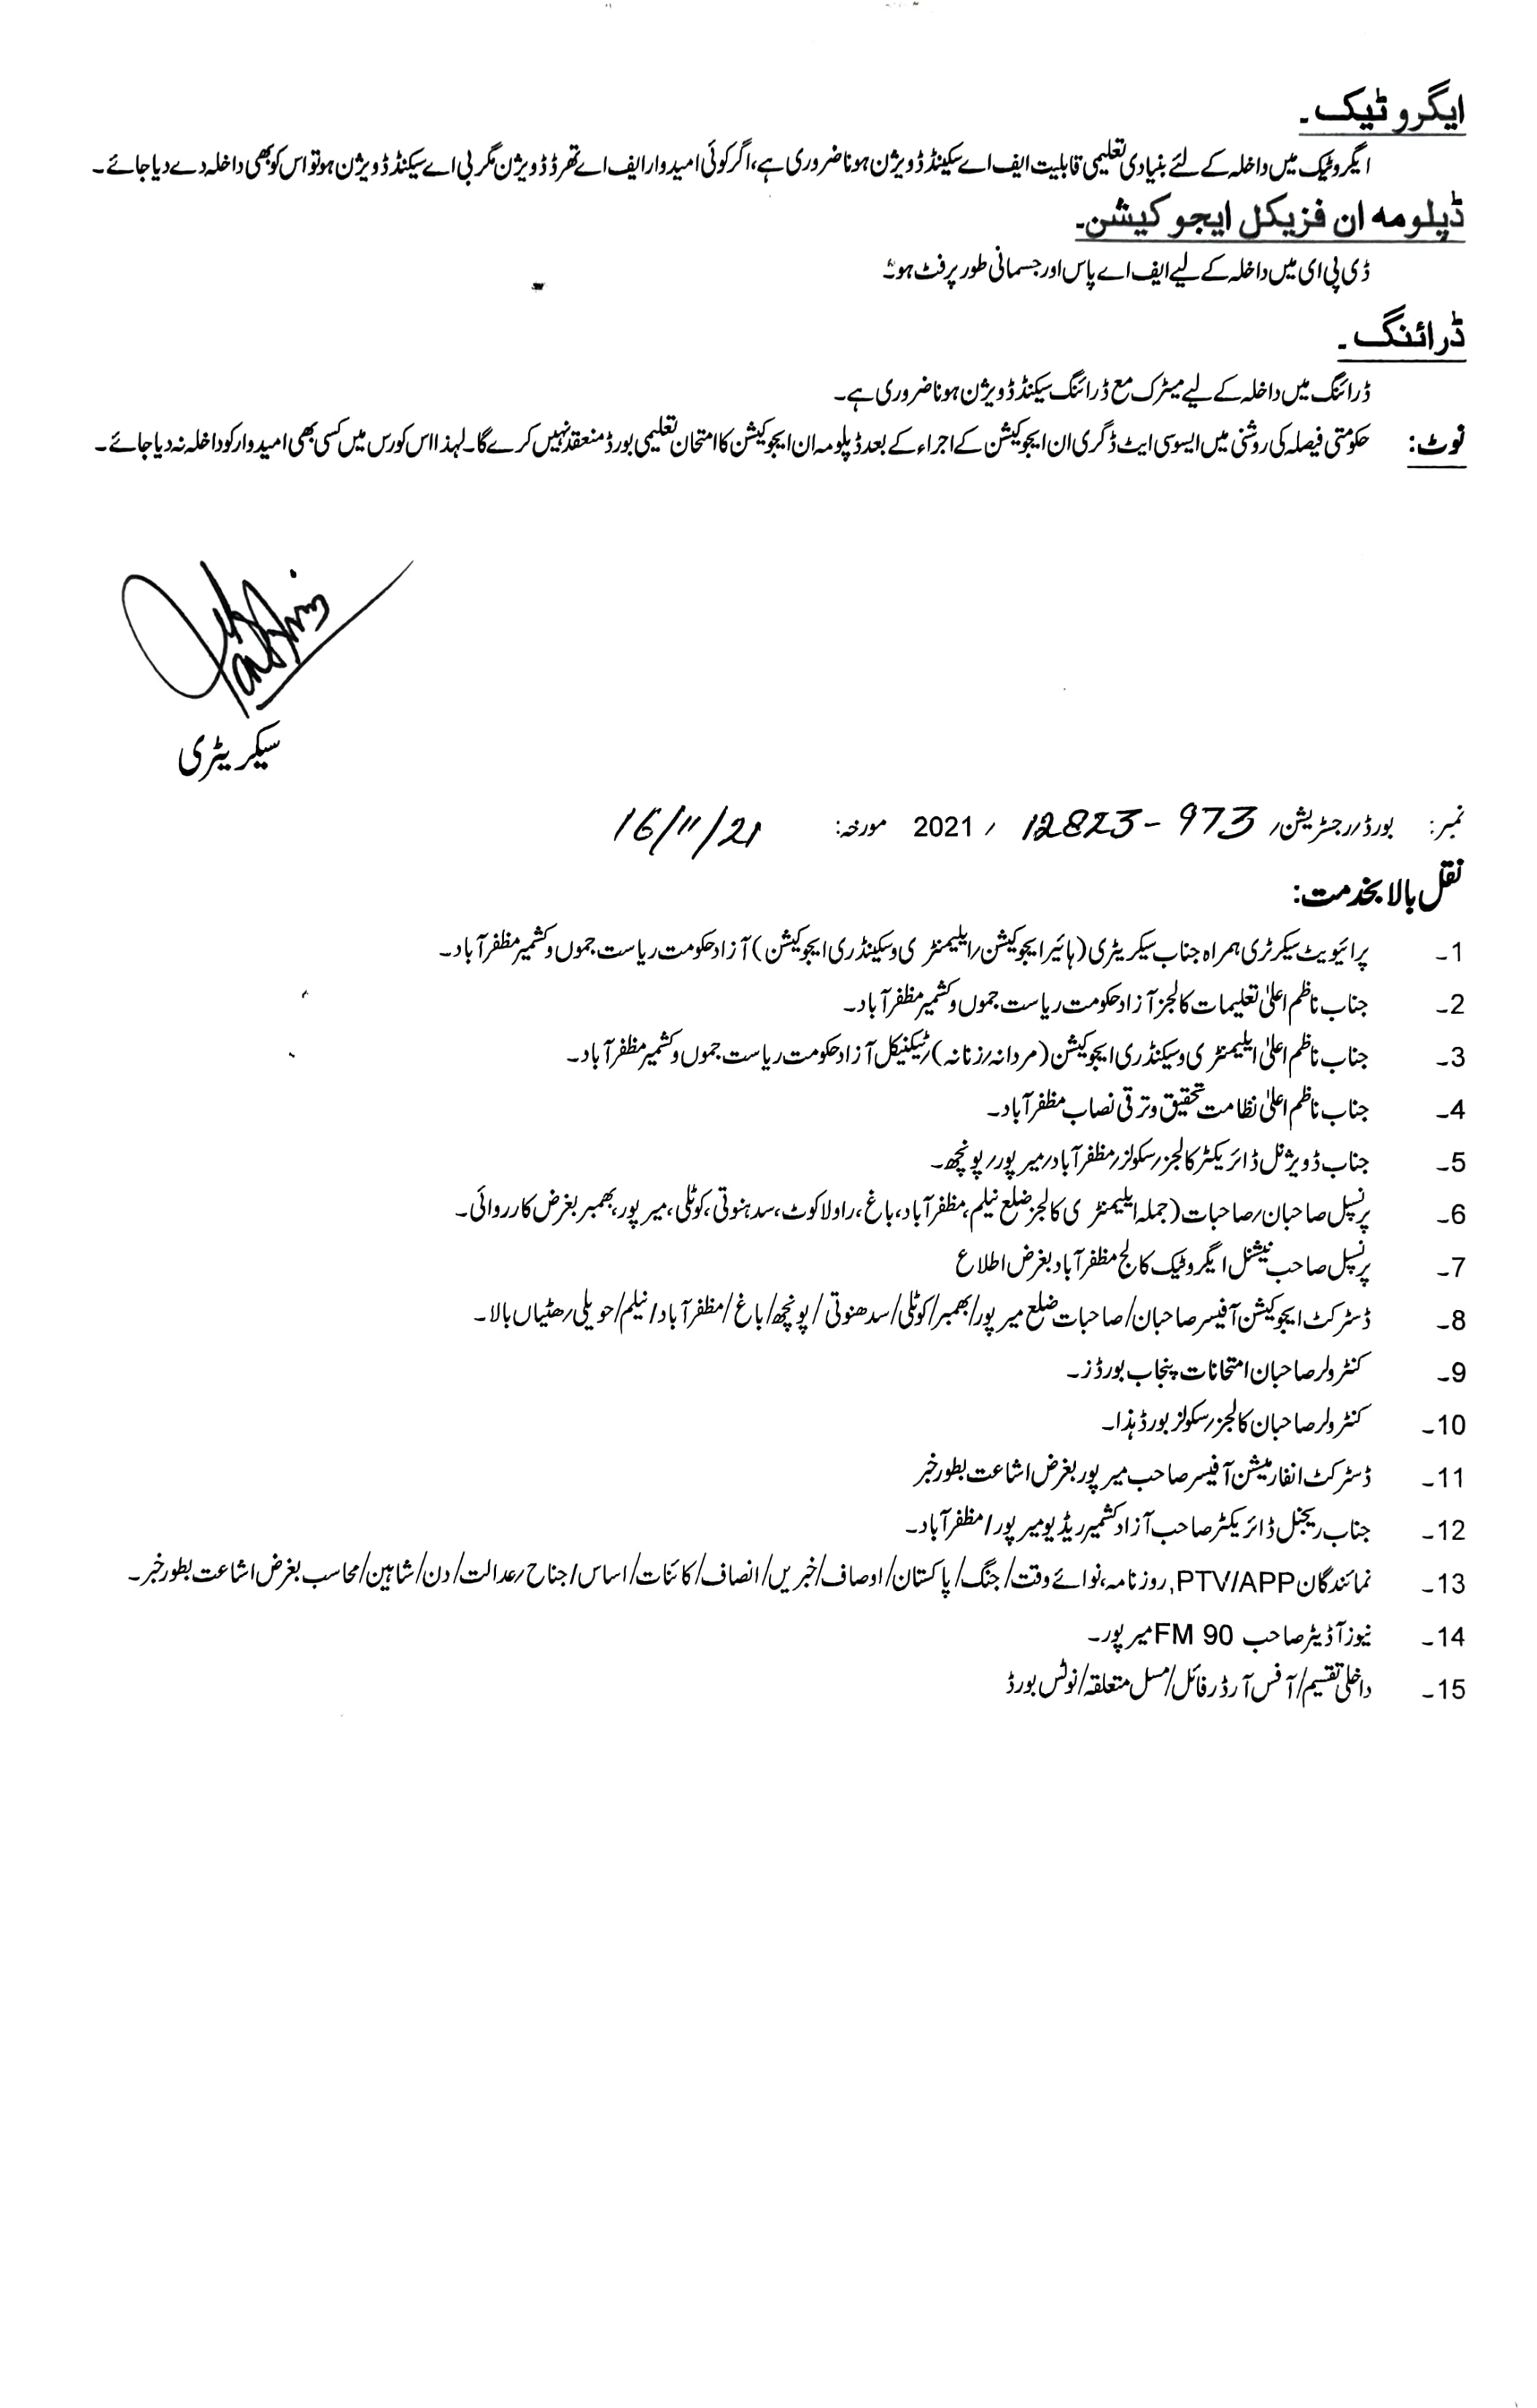 ایگرو ٹیک۔
ایگروٹیک میں داخلہ کے لئے بنیادی تعلیمی قابلیت ایف اے سکینڈ ڈویژن ہونا ضروری ہے، اگر کوئی امیدوار ایف اے تھرڈ ڈویژن مگر بی اے سیکنڈ ڈویژن ہو تو اس کو بھی داخلہ دے دیا جائے۔
ڈپلومہ ان فزیکل ایجوکیشن۔
ڈی پی ای میں داخلہ کے لیے ایف اے پاس اور جسمانی طور پر فٹ ہو۔
ڈرائنگ۔
ڈرائنگ میں داخلہ کے لیے میٹرک مع ڈرائنگ سیکنڈ ڈویژن ہونا ضروری ہے۔
نوٹ: حکومتی فیصلہ کی روشنی میں ایسوسی ایٹ ڈگری ان ایجوکیشن کے اجراء کے بعد ڈپلومہ ان ایجوکیشن کا امتحان تعلیمی بورڈ منعقد نہیں کرے گا۔ لہذا اس کورس میں کسی بھی امیدوار کو داخلہ نہ دیا جائے۔
سیکریٹری
نمبر: بورڈ/رجسٹریشن/ 12823-973 / 2021 مورخہ: 16/11/21
نقل بالا بخدمت:
1۔ پرائیویٹ سیکرٹری ہمراہ جناب سیکریٹری (ہائیر ایجوکیشن/ایلیمنٹری و سکینڈری ایجوکیشن) آزاد حکومت ریاست جموں و کشمیر مظفرآباد۔
2۔ جناب ناظم اعلیٰ تعلیمات کالجز آزاد حکومت ریاست جموں و کشمیر مظفرآباد۔
3۔ جناب ناظم اعلیٰ ایلیمنٹری و سیکنڈری ایجوکیشن (مردانہ/زنانہ)/ٹیکنیکل آزاد حکومت ریاست جموں و کشمیر مظفرآباد۔
4۔ جناب ناظم اعلیٰ نظامت تحقیق و ترقی نصاب مظفرآباد۔
5۔ جناب ڈویژنل ڈائریکٹر کالجز/سکولز/مظفرآباد/میرپور/پونچھ۔
6۔ پرنسپل صاحبان/صاحبات (جملہ ایلیمنٹری کالجز ضلع نیلم، مظفرآباد، باغ، راولاکوٹ، سدہنوتی، کوٹلی، میرپور، بھمبر بغرض کارروائی۔
7۔ پرنسپل صاحب نیشنل ایگروٹیک کالج مظفرآباد بغرض اطلاع
8۔ ڈسٹرکٹ ایجوکیشن آفیسر صاحبان/صاحبات ضلع میرپور/بھمبر/کوٹلی/سدھنوتی/پونچھ/باغ/مظفرآباد/نیلم/حویلی/ھٹیاں بالا۔
9۔ کنٹرولر صاحبان امتحانات پنجاب بورڈز۔
10۔ کنٹرولر صاحبان کالجز/سکولز بورڈ ہذا۔
11۔ ڈسٹرکٹ انفارمیشن آفیسر صاحب میرپور بغرض اشاعت بطور خبر
12۔ جناب ریجنل ڈائریکٹر صاحب آزاد کشمیر ریڈیو میرپور/مظفرآباد۔
13۔ نمائندگان PTV/APP, روزنامہ، نوائے وقت/جنگ/پاکستان/اوصاف/خبریں/انصاف/کائنات/اساس/جناح/عدالت/دن/شاہین/محاسب بغرض اشاعت بطور خبر۔
14۔ نیوز آڈیٹر صاحب FM 90 میرپور۔
15۔ داخلی تقسیم/آفس آرڈر فائل/مسل متعلقہ/نوٹس بورڈ